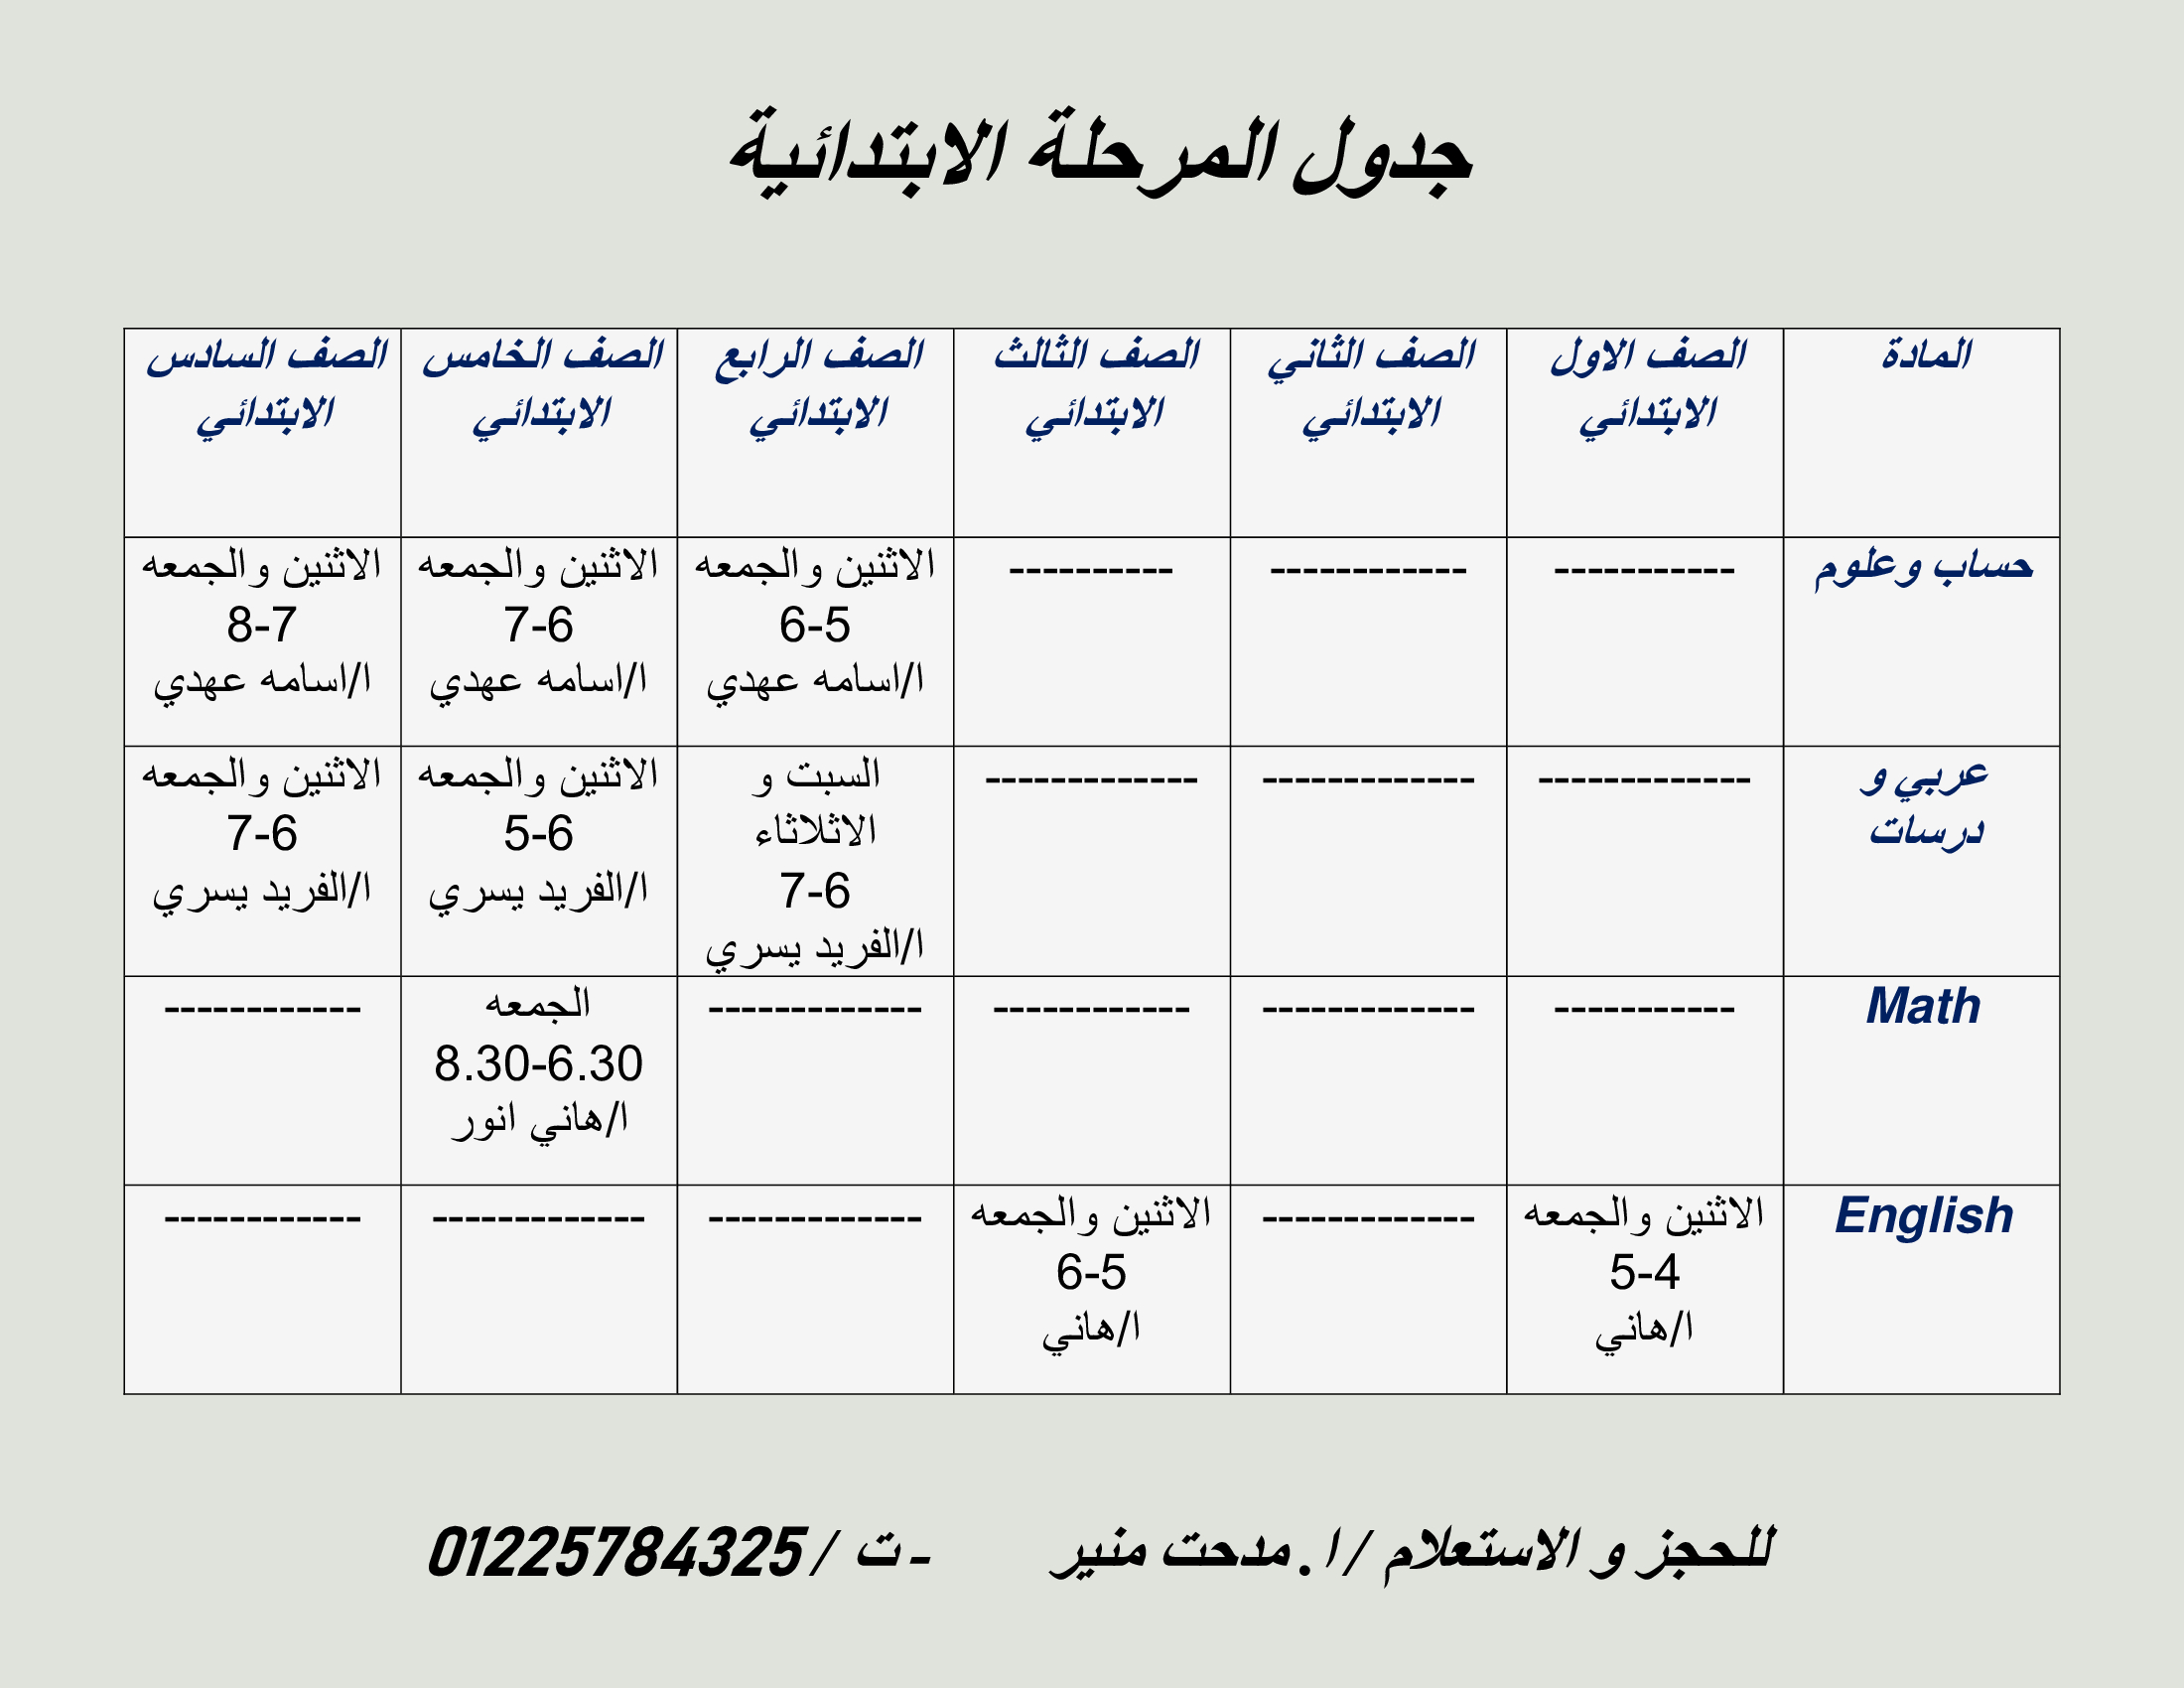 جدول المرحلة الابتدائية
المادة
الصف الاول
الابتدائي
الصف الثاني
الابتدائي
الصف الثالث
الابتدائي
الصف الرابع
الابتدائي
الصف الخامس
الابتدائي
الصف السادس
الابتدائي
حساب وعلوم
-----------
------------
----------
الاثنين والجمعه
6-5
ا/اسامه عهدي
الاثنين والجمعه
7-6
ا/اسامه عهدي
الاثنين والجمعه
8-7
ا/اسامه عهدي
عربي و
درسات
-------------
-------------
-------------
السبت و
الاثلاثاء
7-6
ا/الفريد يسري
الاثنين والجمعه
5-6
ا/الفريد يسري
الاثنين والجمعه
7-6
ا/الفريد يسري
Math
-----------
-------------
------------
-------------
الجمعه
8.30-6.30
ا/هاني انور
------------
English
الاثنين والجمعه
5-4
ا/هاني
-------------
الاثنين والجمعه
6-5
ا/هاني
-------------
-------------
------------
للحجز و الاستعلام / ا. مدحت منير - ت / 01225784325